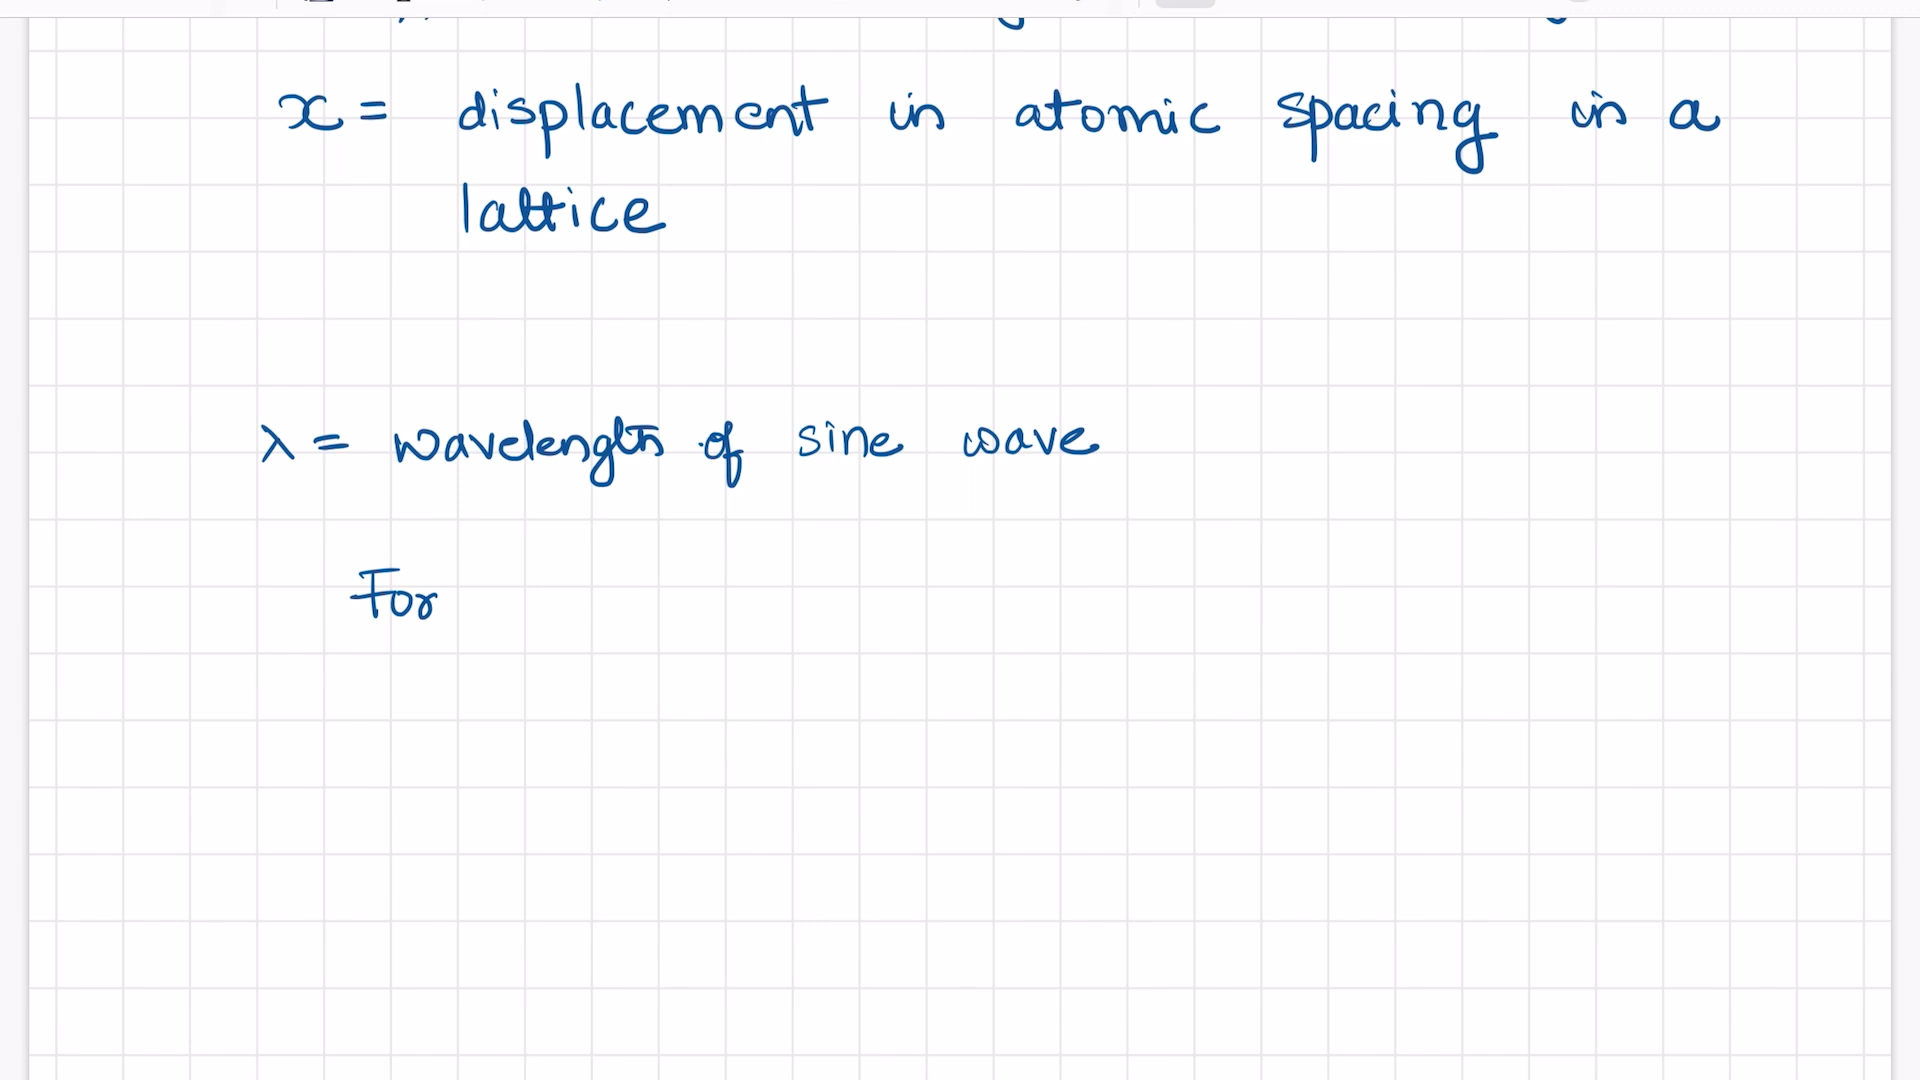 x = displacement in atomic spacing in a
lattice
λ = wavelength of sine wave
For